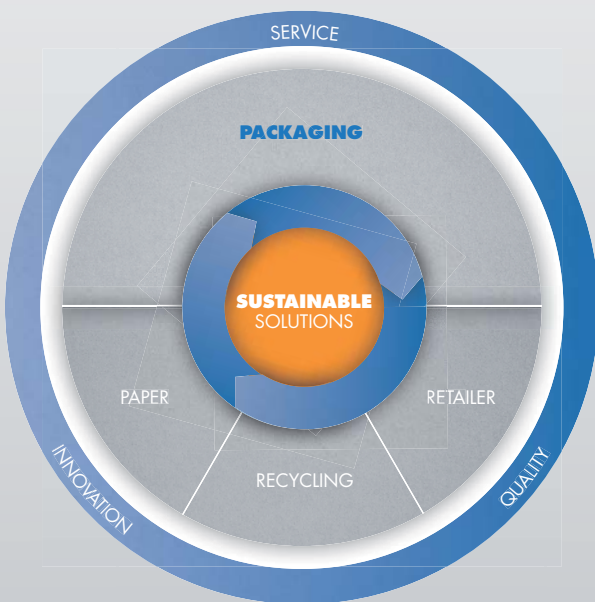 SERVICE
PACKAGING
SUSTAINABLE
SOLUTIONS
PAPER
RETAILER
RECYCLING
INNOVATION
QUALITY